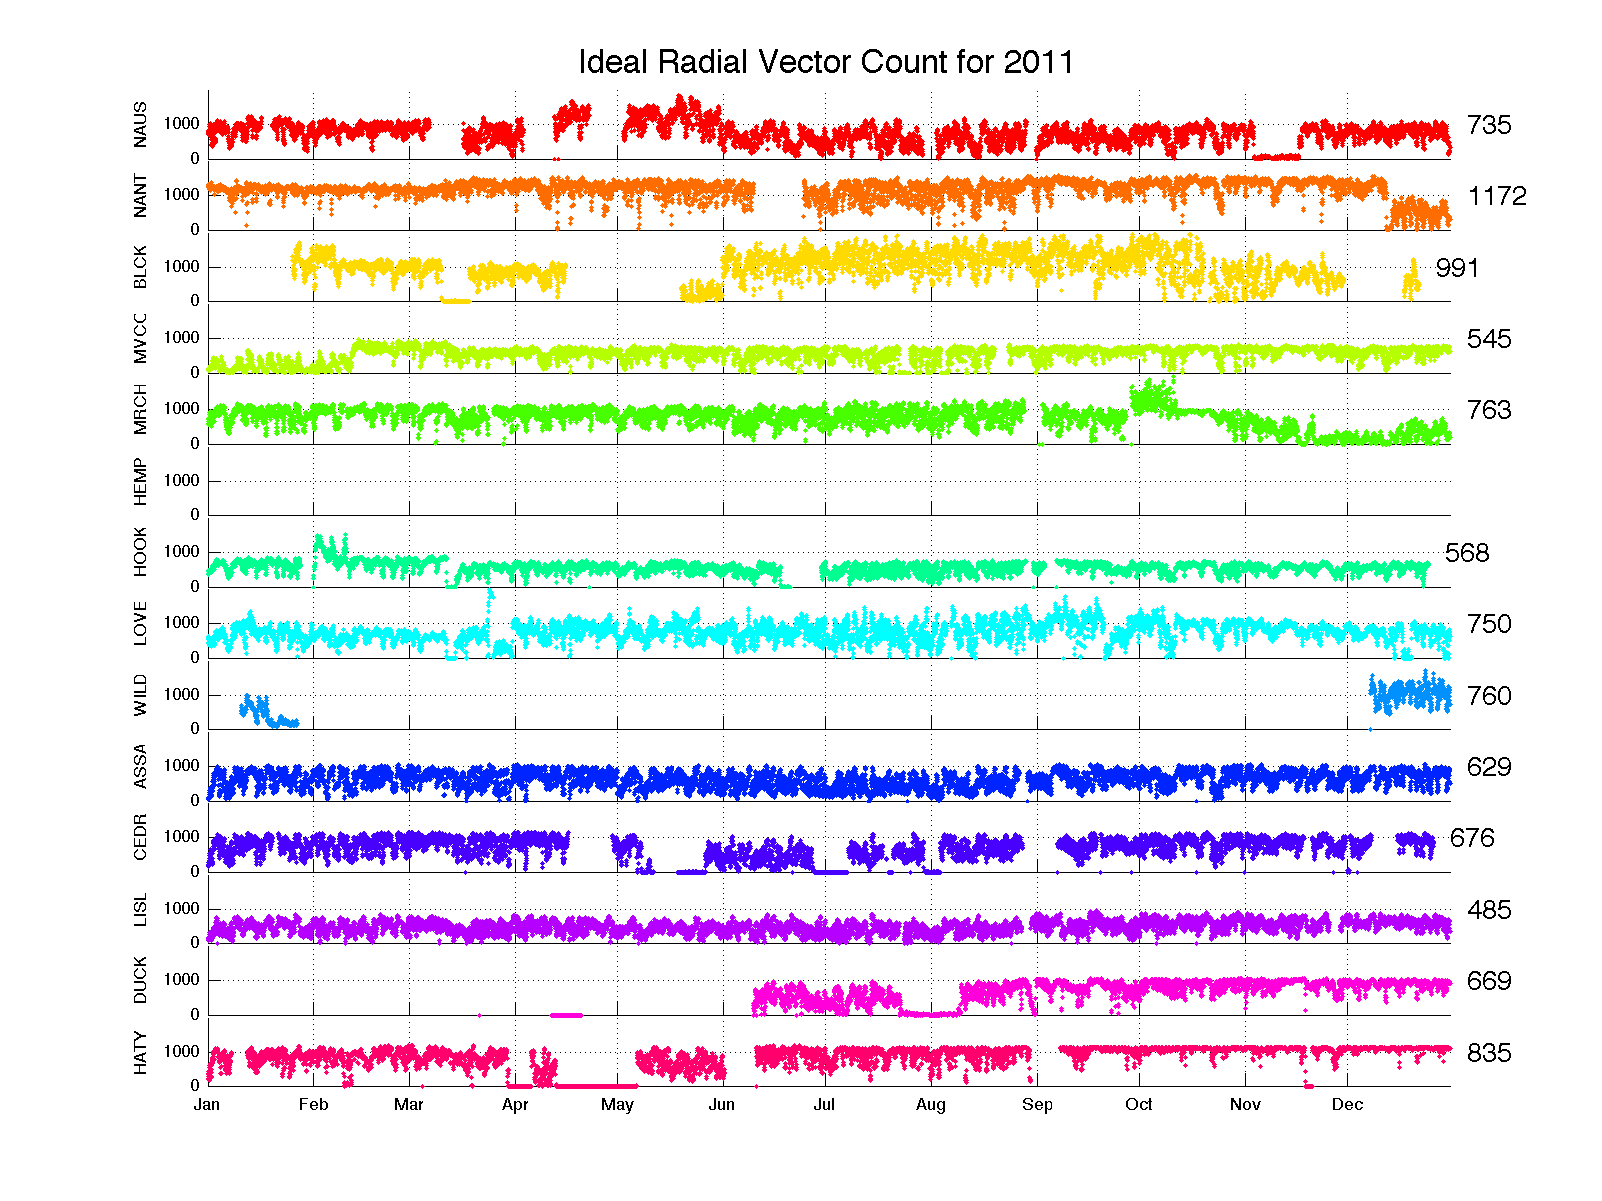 Ideal Radial Vector Count for 2011
NAUS 1000 0 735
NANT 1000 0 1172
BLCK 1000 0 991
MVCO 1000 0 545
MRCH 1000 0 763
HEMP 1000 0
HOOK 1000 0 568
LOVE 1000 0 750
WILD 1000 0 760
ASSA 1000 0 629
CEDR 1000 0 676
LISL 1000 0 485
DUCK 1000 0 669
HATY 1000 0 835
Jan Feb Mar Apr May Jun Jul Aug Sep Oct Nov Dec